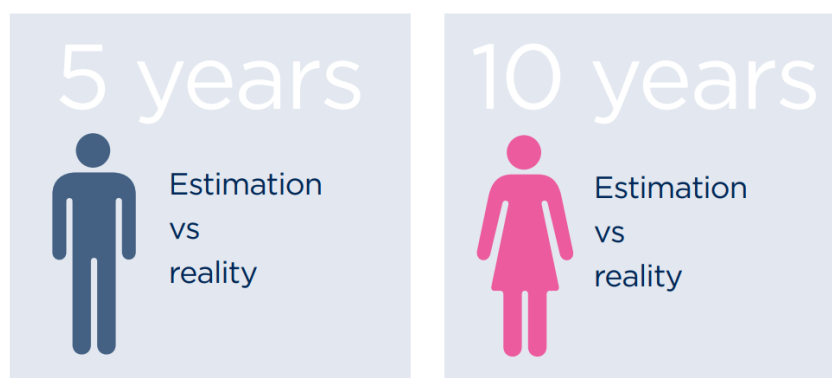 5 years
Estimation
vs
reality
10 years
Estimation
vs
reality